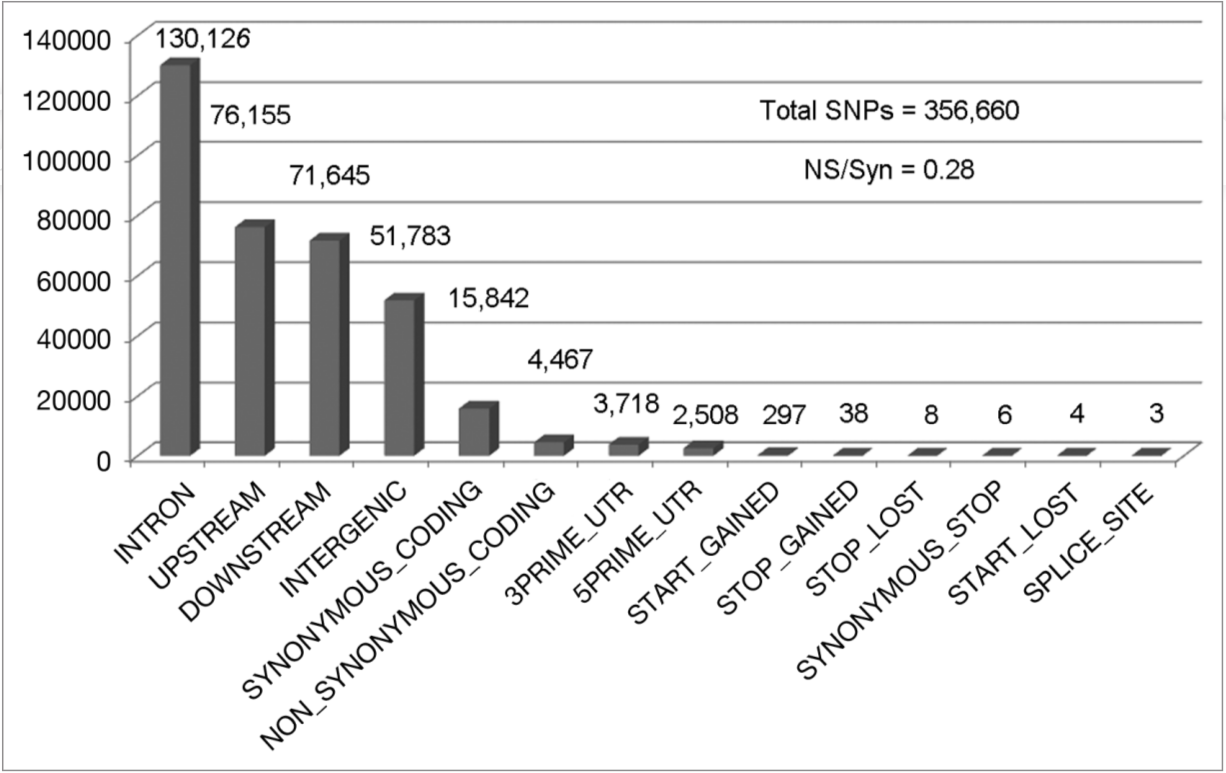 140000
120000
100000
80000
60000
40000
20000
0
130,126
76,155
71,645
51,783
15,842
4,467
3,718
2,508
297
38
8
6
4
3
Total SNPs = 356,660
NS/Syn = 0.28
INTRON
UPSTREAM
DOWNSTREAM
INTERGENIC
SYNONYMOUS_CODING
NON_SYNONYMOUS_CODING
3PRIME_UTR
5PRIME_UTR
START_GAINED
STOP_GAINED
STOP_LOST
SYNONYMOUS_STOP
START_LOST
SPLICE_SITE